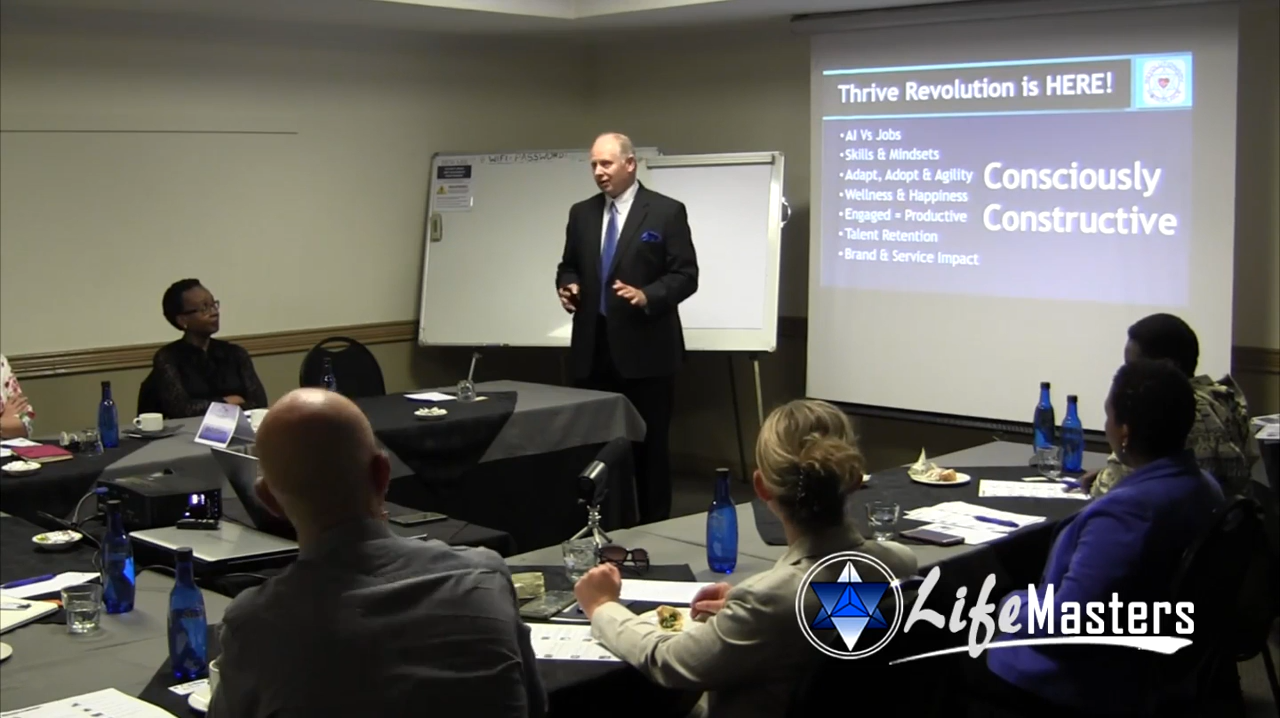 WIFI-PASSWORD:
Thrive Revolution is HERE!
•AI Vs Jobs
•Skills & Mindsets
•Adapt, Adopt & Agility
•Wellness & Happiness
•Engaged = Productive
•Talent Retention
•Brand & Service Impact
Consciously
Constructive
LifeMasters